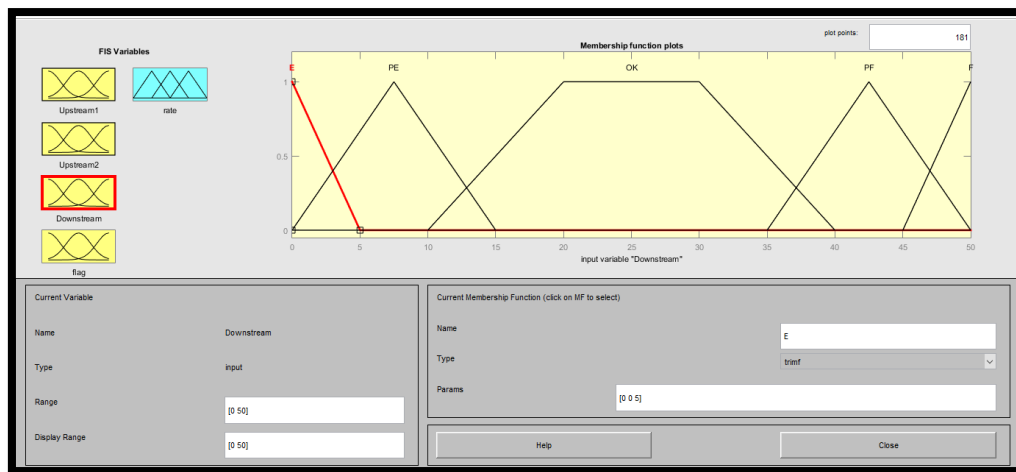 plot points: 181
FIS Variables
Membership function plots
Upstream1
rate
Upstream2
Downstream
flag
E PE OK PF F
1
0.5
0
0 5 10 15 20 25 30 35 40 45 50
input variable "Downstream"
Current Variable
Name Downstream
Type input
Range [0 50]
Display Range [0 50]
Current Membership Function (click on MF to select)
Name E
Type trimf
Params [0 0 5]
Help Close